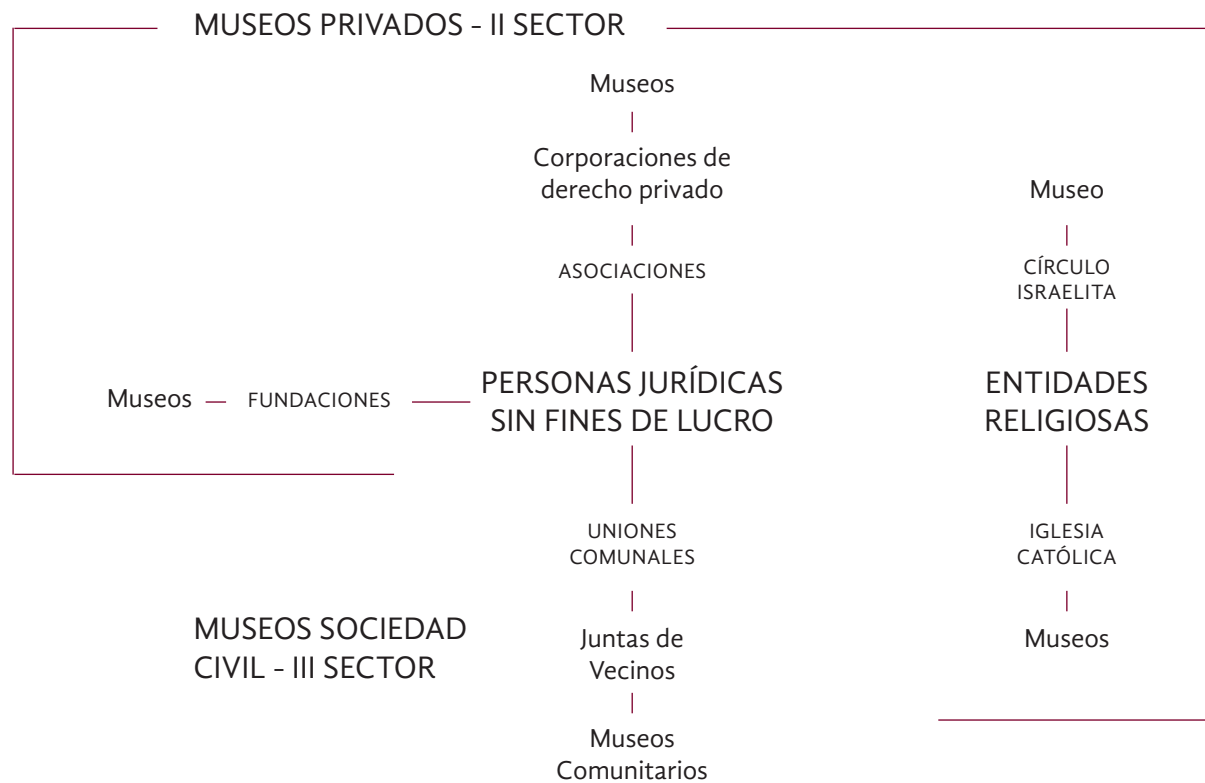 MUSEOS PRIVADOS - II SECTOR
Museos
Corporaciones de
derecho privado
ASOCIACIONES
Museo
CÍRCULO
ISRAELITA
Museos
FUNDACIONES
PERSONAS JURÍDICAS
SIN FINES DE LUCRO
ENTIDADES
RELIGIOSAS
UNIONES
COMUNALES
IGLESIA
CATÓLICA
MUSEOS SOCIEDAD
CIVIL - III SECTOR
Juntas de
Vecinos
Museos
Museos
Comunitarios